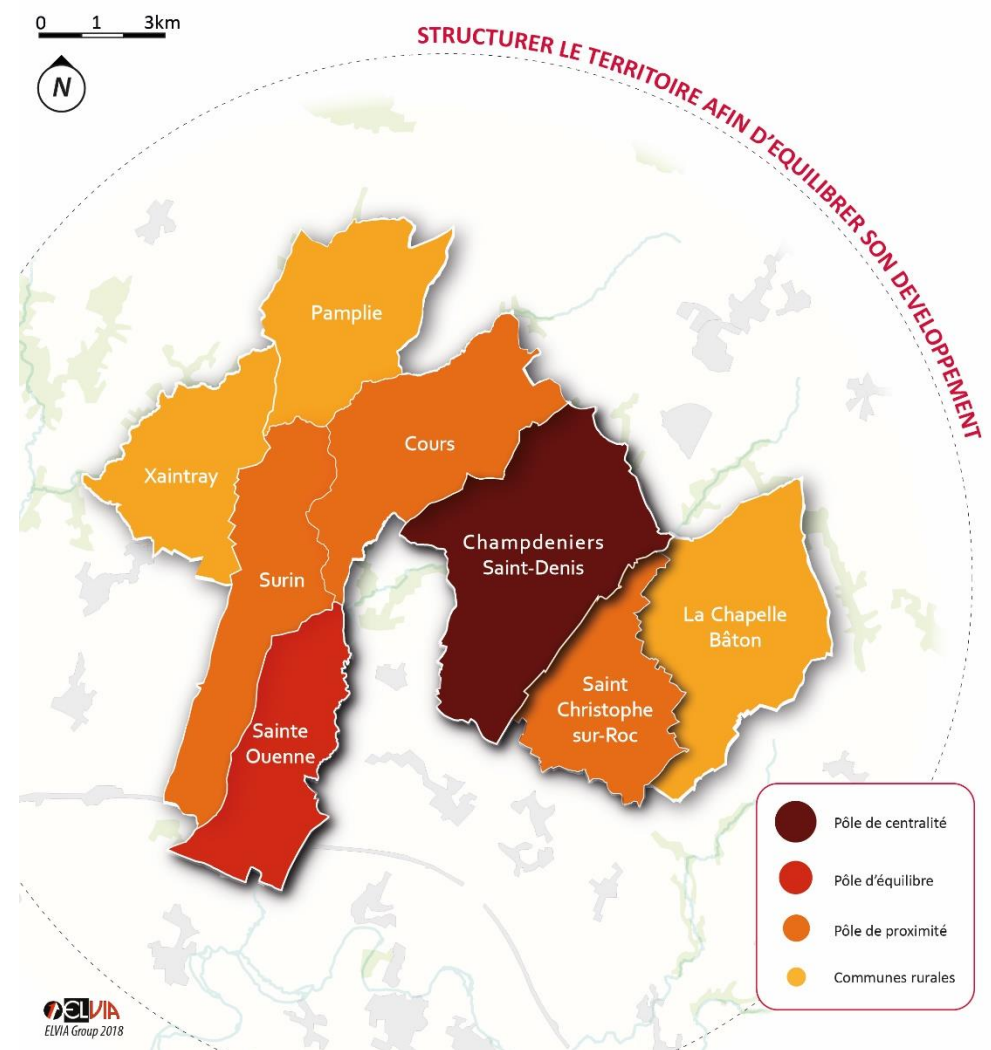 0 1 3km
N
STRUCTURER LE TERRITOIRE AFIN D'EQUILIBRER SON DEVELOPPEMENT
Pamplie
Cours
Xaintray
Champdeniers
Saint-Denis
Surin
La Chapelle
Bâton
Saint
Christophe
sur-Roc
Sainte
Ouenne
Pôle de centralité
Pôle d'équilibre
Pôle de proximité
Communes rurales
ELVIA
ELVIA Group 2018